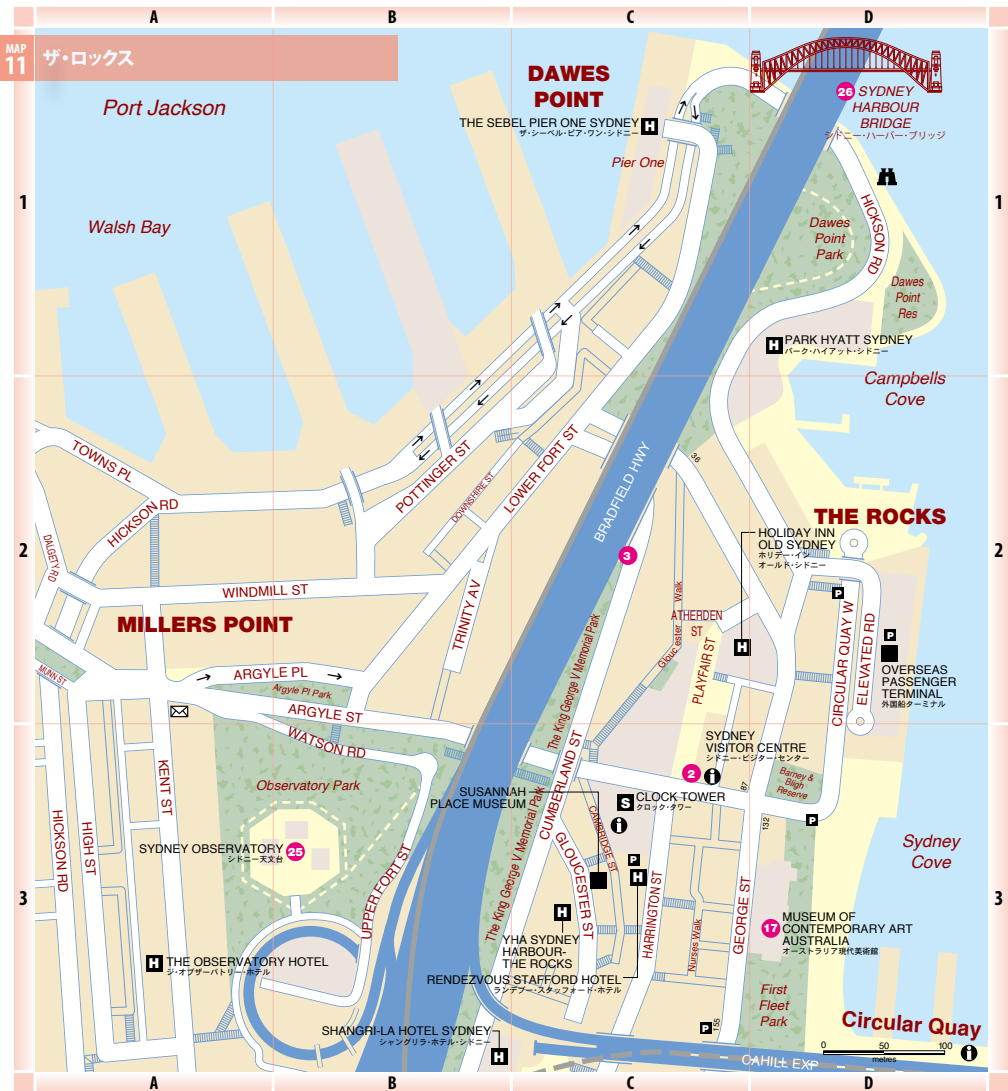 A
B
C
D
MAP
11
ザ・ロックス
DAWES
POINT
26
SYDNEY
HARBOUR
BRIDGE
シドニー・ハーバー・ブリッジ
Port Jackson
THE SEBEL PIER ONE SYDNEY
H
ザ・シーベル・ピア・ワン・シドニー
Pier One
1
1
Walsh Bay
Dawes
Point
Park
HICKSON RD
Dawes
Point
Res
H
PARK HYATT SYDNEY
パーク・ハイアット・シドニー
Campbells
Cove
TOWNS PL
HICKSON RD
POTTINGER ST
DOWNSHIRE ST
LOWER FORT ST
BRADFIELD HWY
36
THE ROCKS
HOLIDAY INN
OLD SYDNEY
ホリデー・イン
オールド・シドニー
2
2
3
DALGETY RD
WINDMILL ST
TRINITY AV
Gloucester Walk
ATHERDEN
ST
PLAYFAIR ST
H
P
P
CIRCULAR QUAY W
ELEVATED RD
OVERSEAS
PASSENGER
TERMINAL
外国船ターミナル
MILLERS POINT
MUNN ST
ARGYLE PL
Argyle Pl Park
ARGYLE ST
WATSON RD
The King George V Memorial Park
SYDNEY
VISITOR CENTRE
シドニー・ビジター・センター
2
i
87
Barney &
Bligh
Reserve
132
P
KENT ST
Observatory Park
SUSANNAH
PLACE MUSEUM
CUMBERLAND ST
S
CLOCK TOWER
クロック・タワー
i
CAMBRIDGE ST
HICKSON RD
HIGH ST
SYDNEY OBSERVATORY
シドニー天文台
25
UPPER FORT ST
The King George V Memorial Park
GLOUCESTER ST
P
H
HARRINGTON ST
Sydney
Cove
3
3
H
YHA SYDNEY
HARBOUR-
THE ROCKS
Nurses Walk
GEORGE ST
17
MUSEUM OF
CONTEMPORARY ART
AUSTRALIA
オーストラリア現代美術館
H
THE OBSERVATORY HOTEL
ジ・オブザーバトリー・ホテル
RENDEZVOUS STAFFORD HOTEL
ランデブー・スタッフォード・ホテル
First
Fleet
Park
SHANGRI-LA HOTEL SYDNEY
シャングリラ・ホテル・シドニー
H
P
155
Circular Quay
0
50
100
metres
i
CAHILL EXP
A
B
C
D